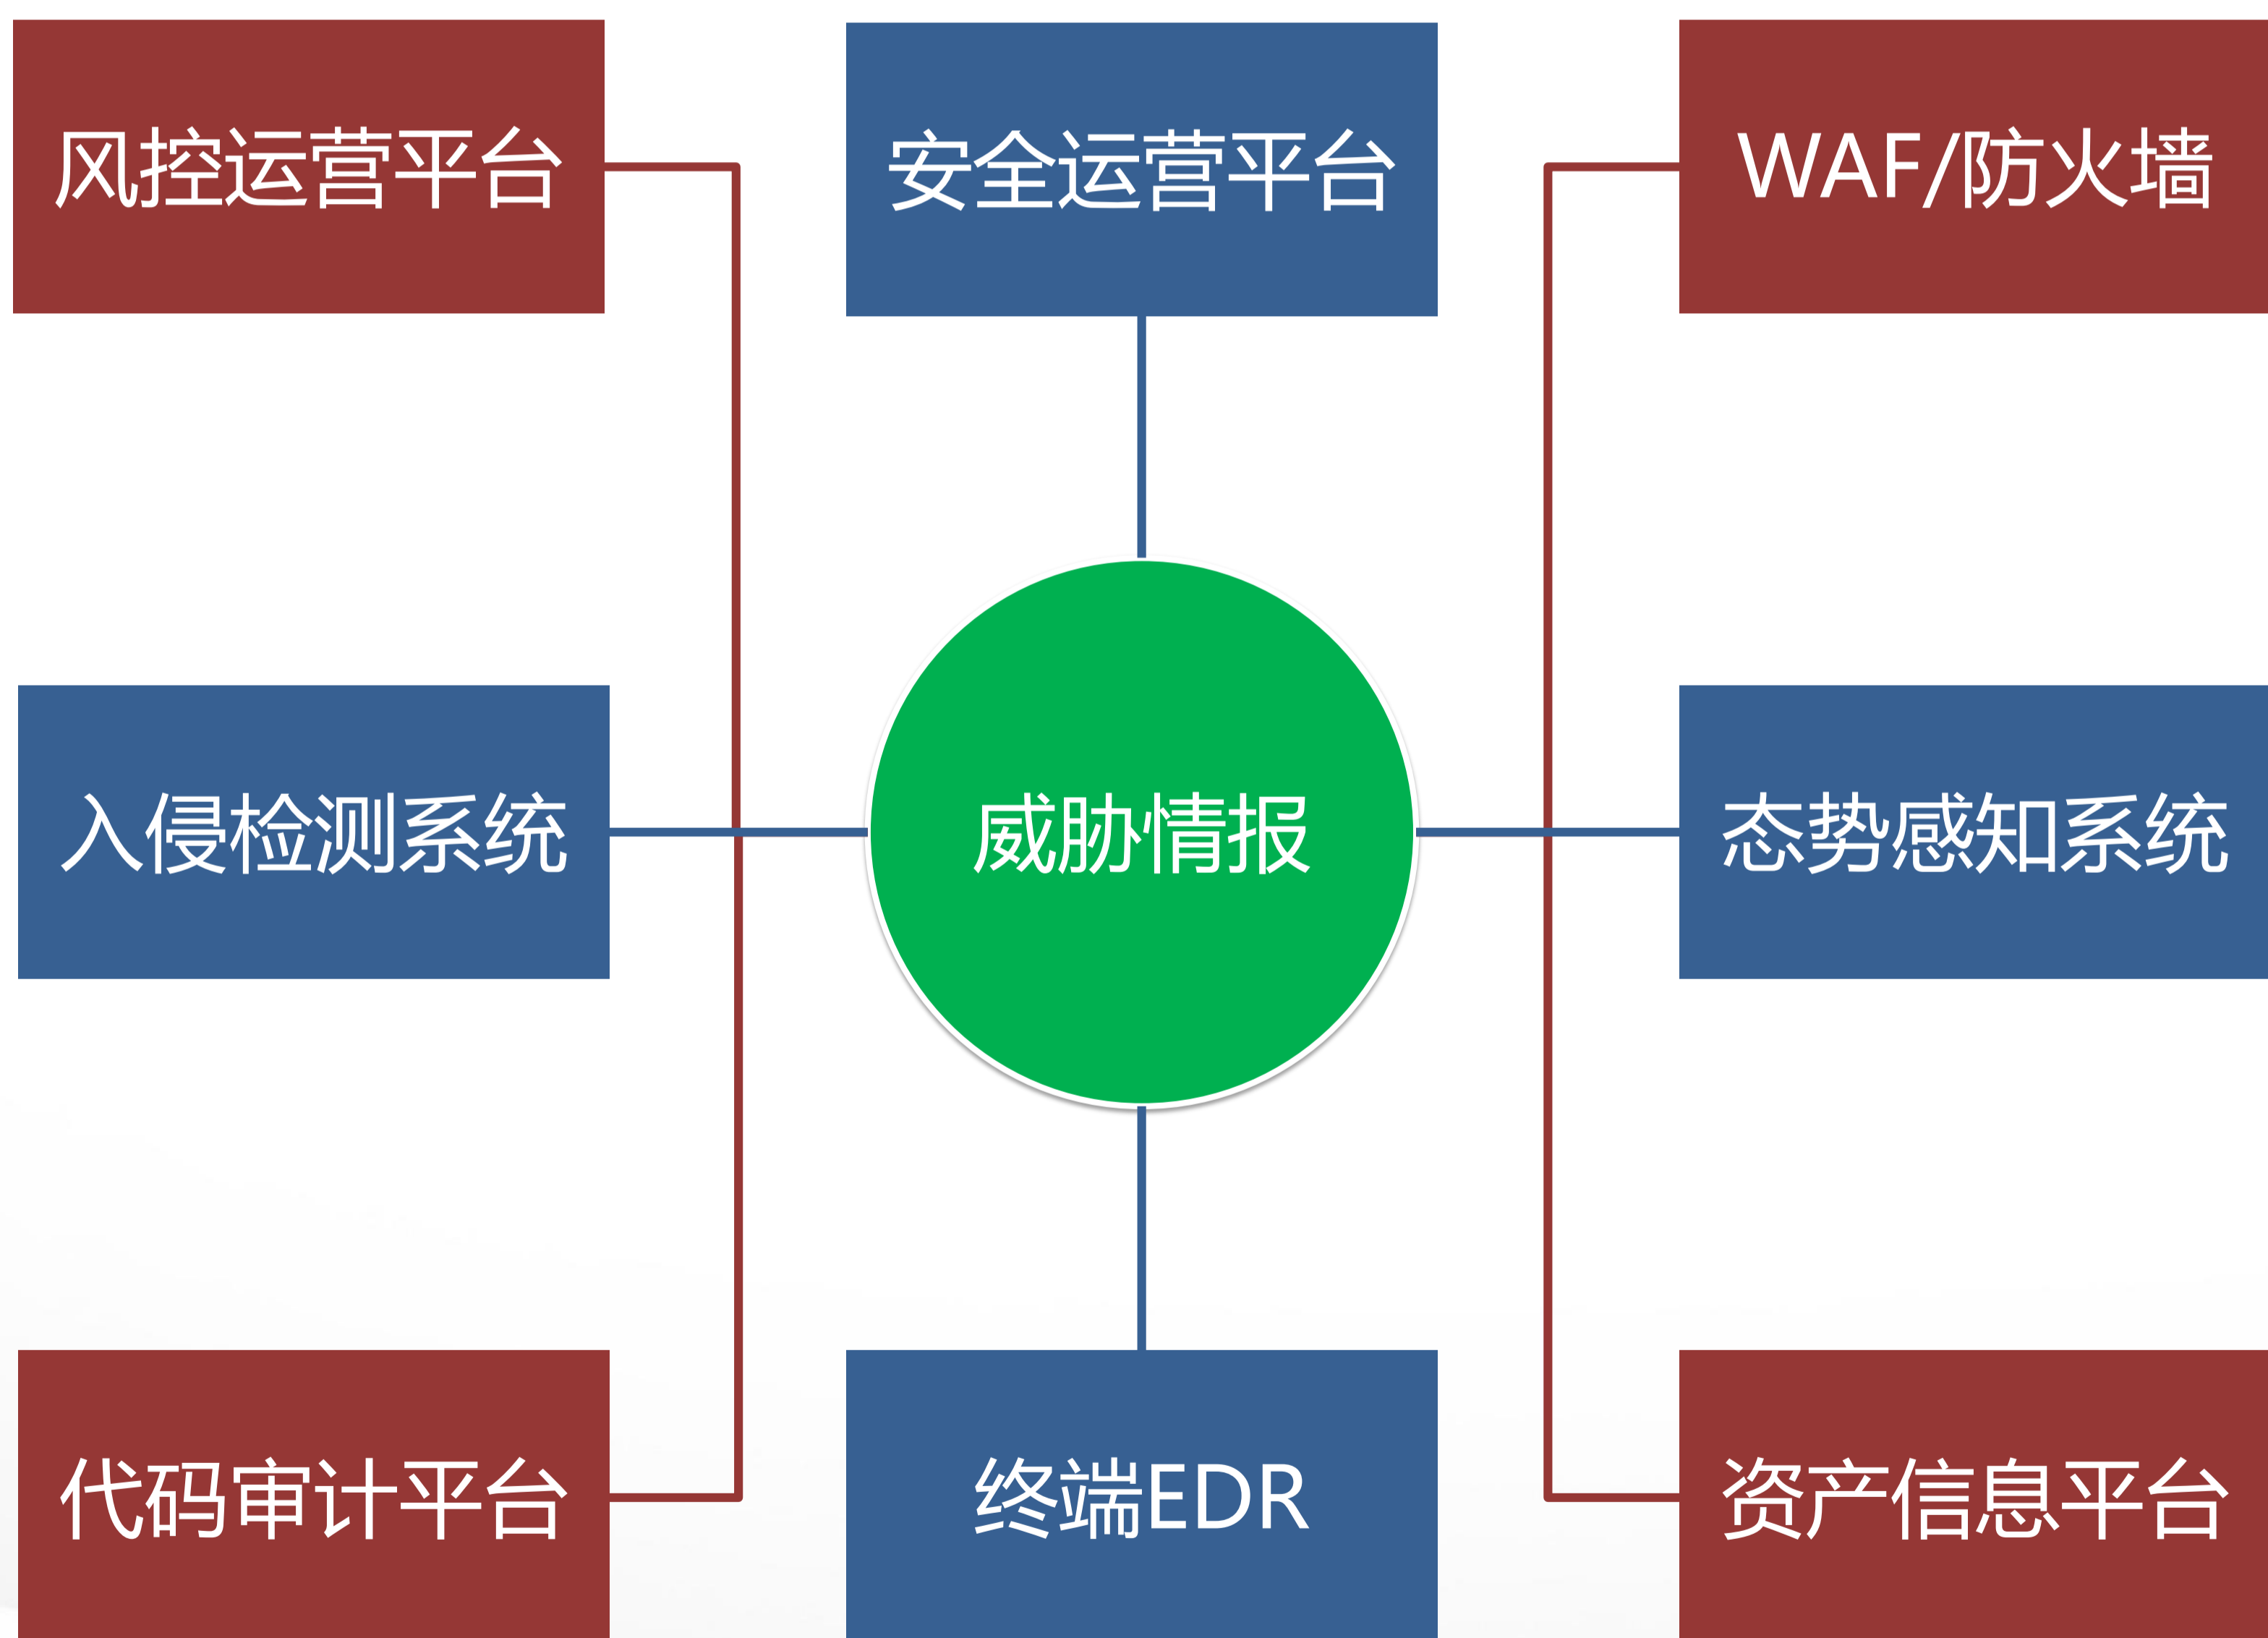 风控运营平台
安全运营平台
WAF/防火墙
入侵检测系统
威胁情报
态势感知系统
代码审计平台
终端EDR
资产信息平台